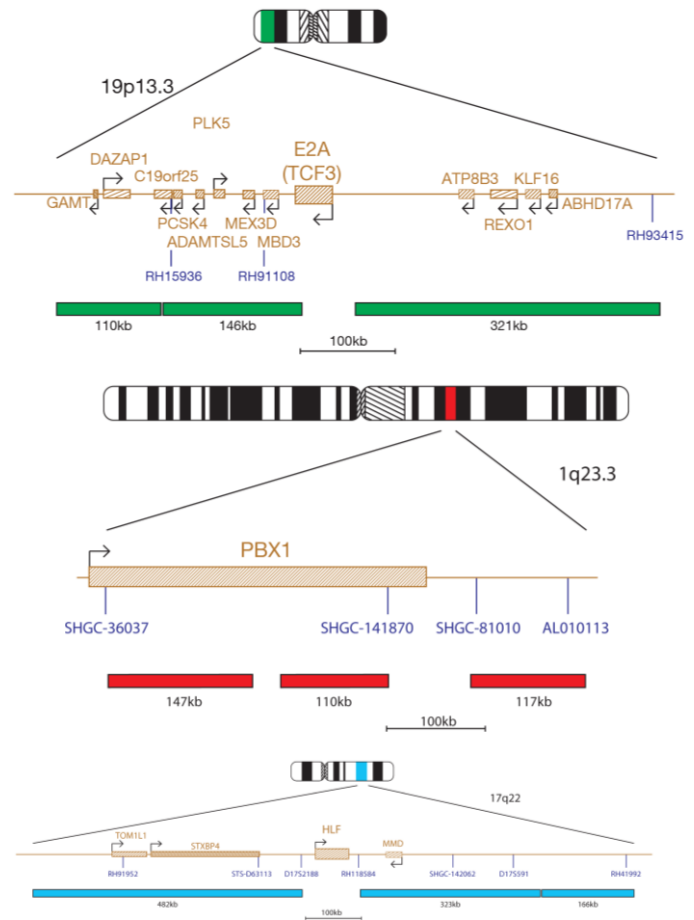 19p13.3
PLK5
DAZAP1
E2A
(TCF3)
C19orf25
ATP8B3 KLF16
GAMT
ABHD17A
PCSK4
MEX3D
REXO1
ADAMTSL5 MBD3
RH93415
RH15936
RH91108
110kb
146kb
321kb
100kb
1q23.3
PBX1
SHGC-36037
SHGC-141870
SHGC-81010
AL010113
147kb
110kb
117kb
100kb
17q22
TOM1L1
HLF
STXBP4
MMD
RH91952
STS-D63113
D17S2188
RH118584
SHGC-142062
D17S591
RH41992
482kb
323kb
166kb
100kb